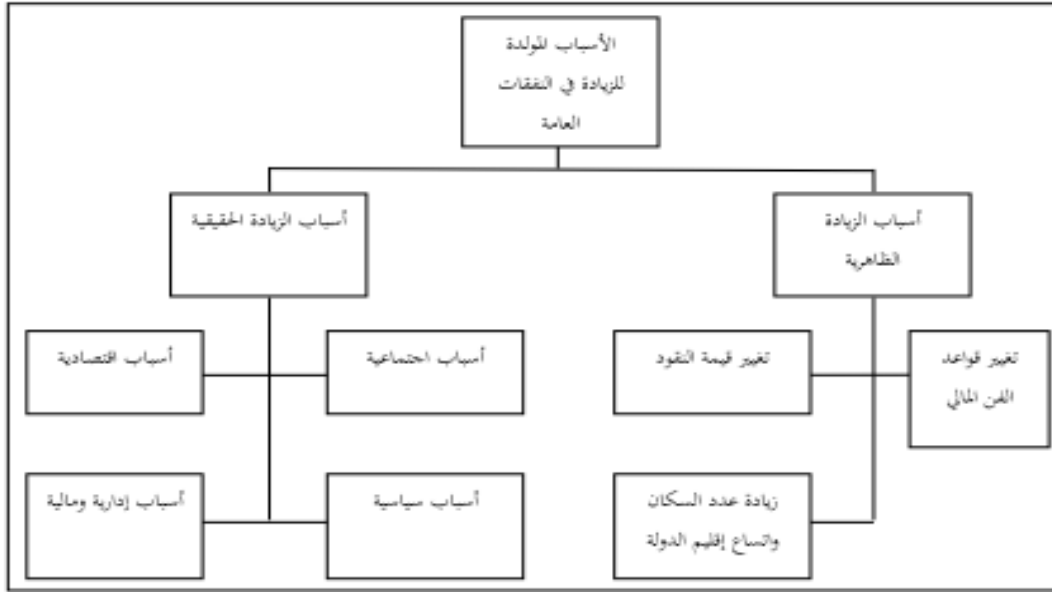 الأسباب المولدة
للزيادة في النفقات
العامة
أسباب الزيادة
الظاهرية
أسباب الزيادة الحقيقية
تغيير قواعد
الفن المالي
تغيير قيمة النقود
أسباب اجتماعية
أسباب اقتصادية
زيادة عدد السكان
واتساع إقليم الدولة
أسباب سياسية
أسباب إدارية ومالية